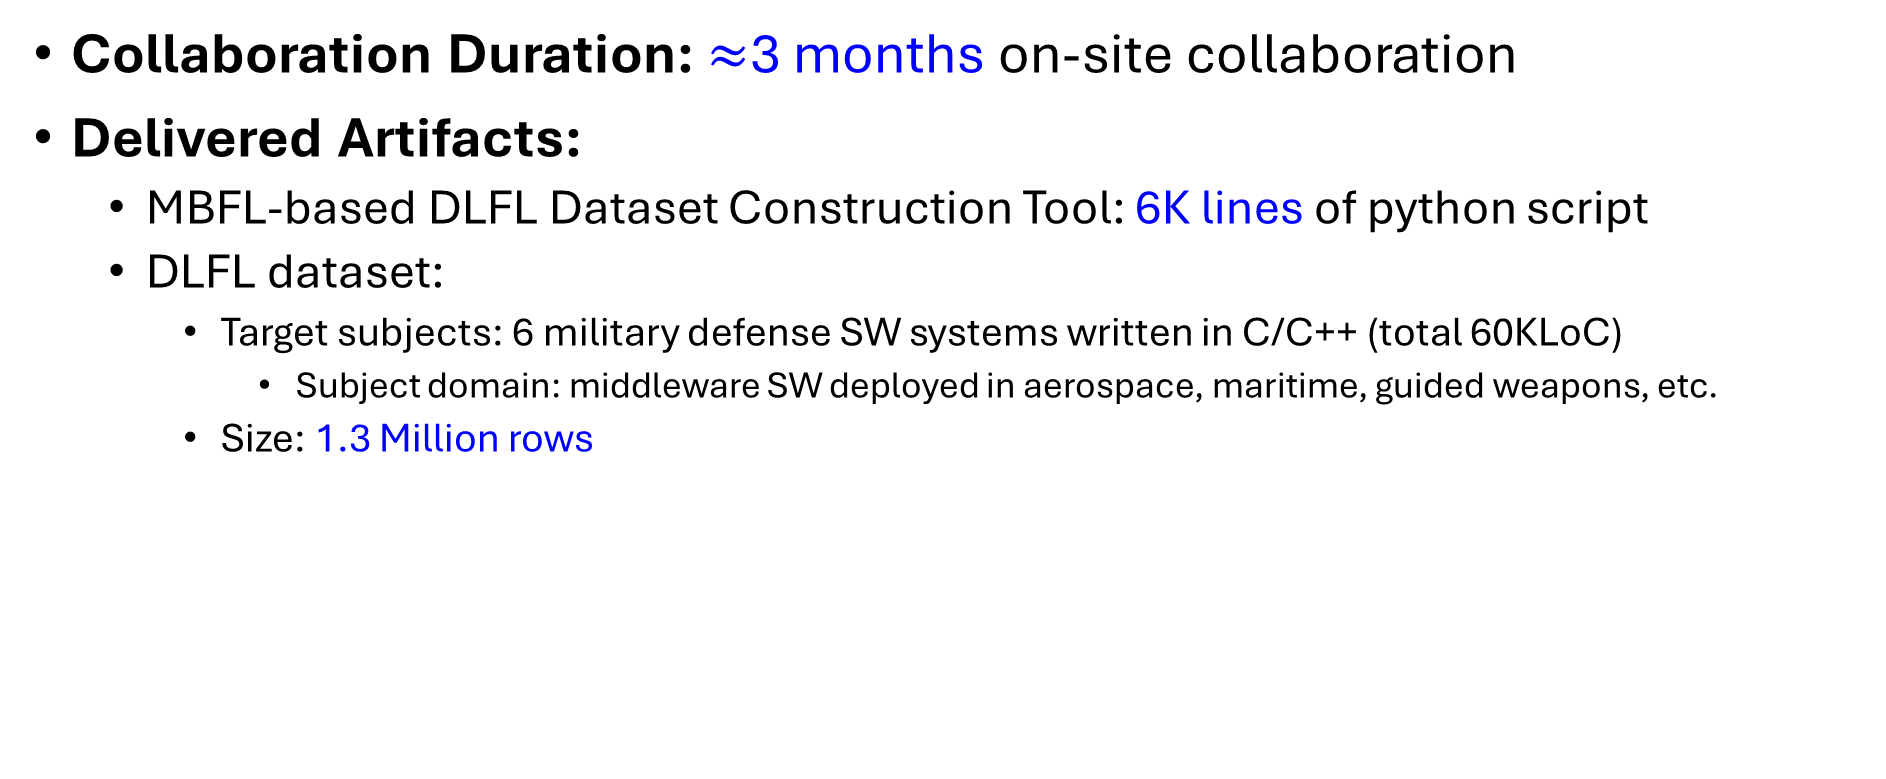 • Collaboration Duration: ≈3 months on-site collaboration
• Delivered Artifacts:
• MBFL-based DLFL Dataset Construction Tool: 6K lines of python script
• DLFL dataset:
• Target subjects: 6 military defense SW systems written in C/C++ (total 60KLoC)
• Subject domain: middleware SW deployed in aerospace, maritime, guided weapons, etc.
• Size: 1.3 Million rows